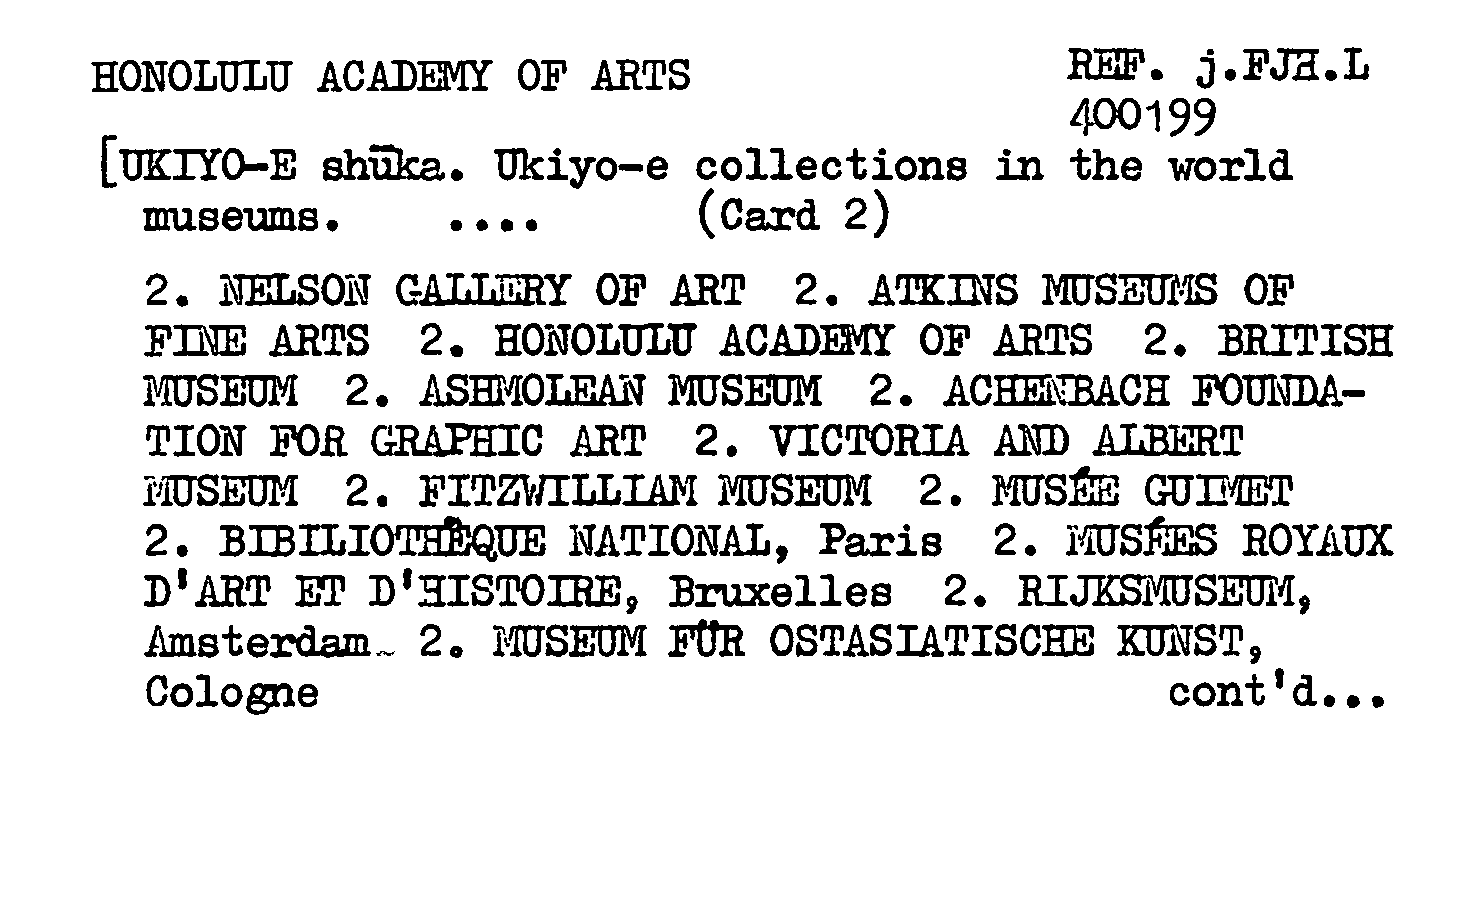 HONOLULU ACADEMY OF ARTS
REF. j.FJH.L
400199
[UKIYO-E shūka. Ukiyo-e collections in the world
museums. .... (Card 2)
2. NELSON GALLERY OF ART 2. ATKINS MUSEUMS OF
FINE ARTS 2. HONOLULU ACADEMY OF ARTS 2. BRITISH
MUSEUM 2. ASHMOLEAN MUSEUM 2. ACHENBACH FOUNDA-
TION FOR GRAPHIC ART 2. VICTORIA AND ALBERT
MUSEUM 2. FITZWILLIAM MUSEUM 2. MUSÉE GUIMET
2. BIBILIOTHÈQUE NATIONAL, Paris 2. MUSÉES ROYAUX
D'ART ET D'HISTOIRE, Bruxelles 2. RIJKSMUSEUM,
Amsterdam 2. MUSEUM FÜR OSTASIATISCHE KUNST,
Cologne cont'd...